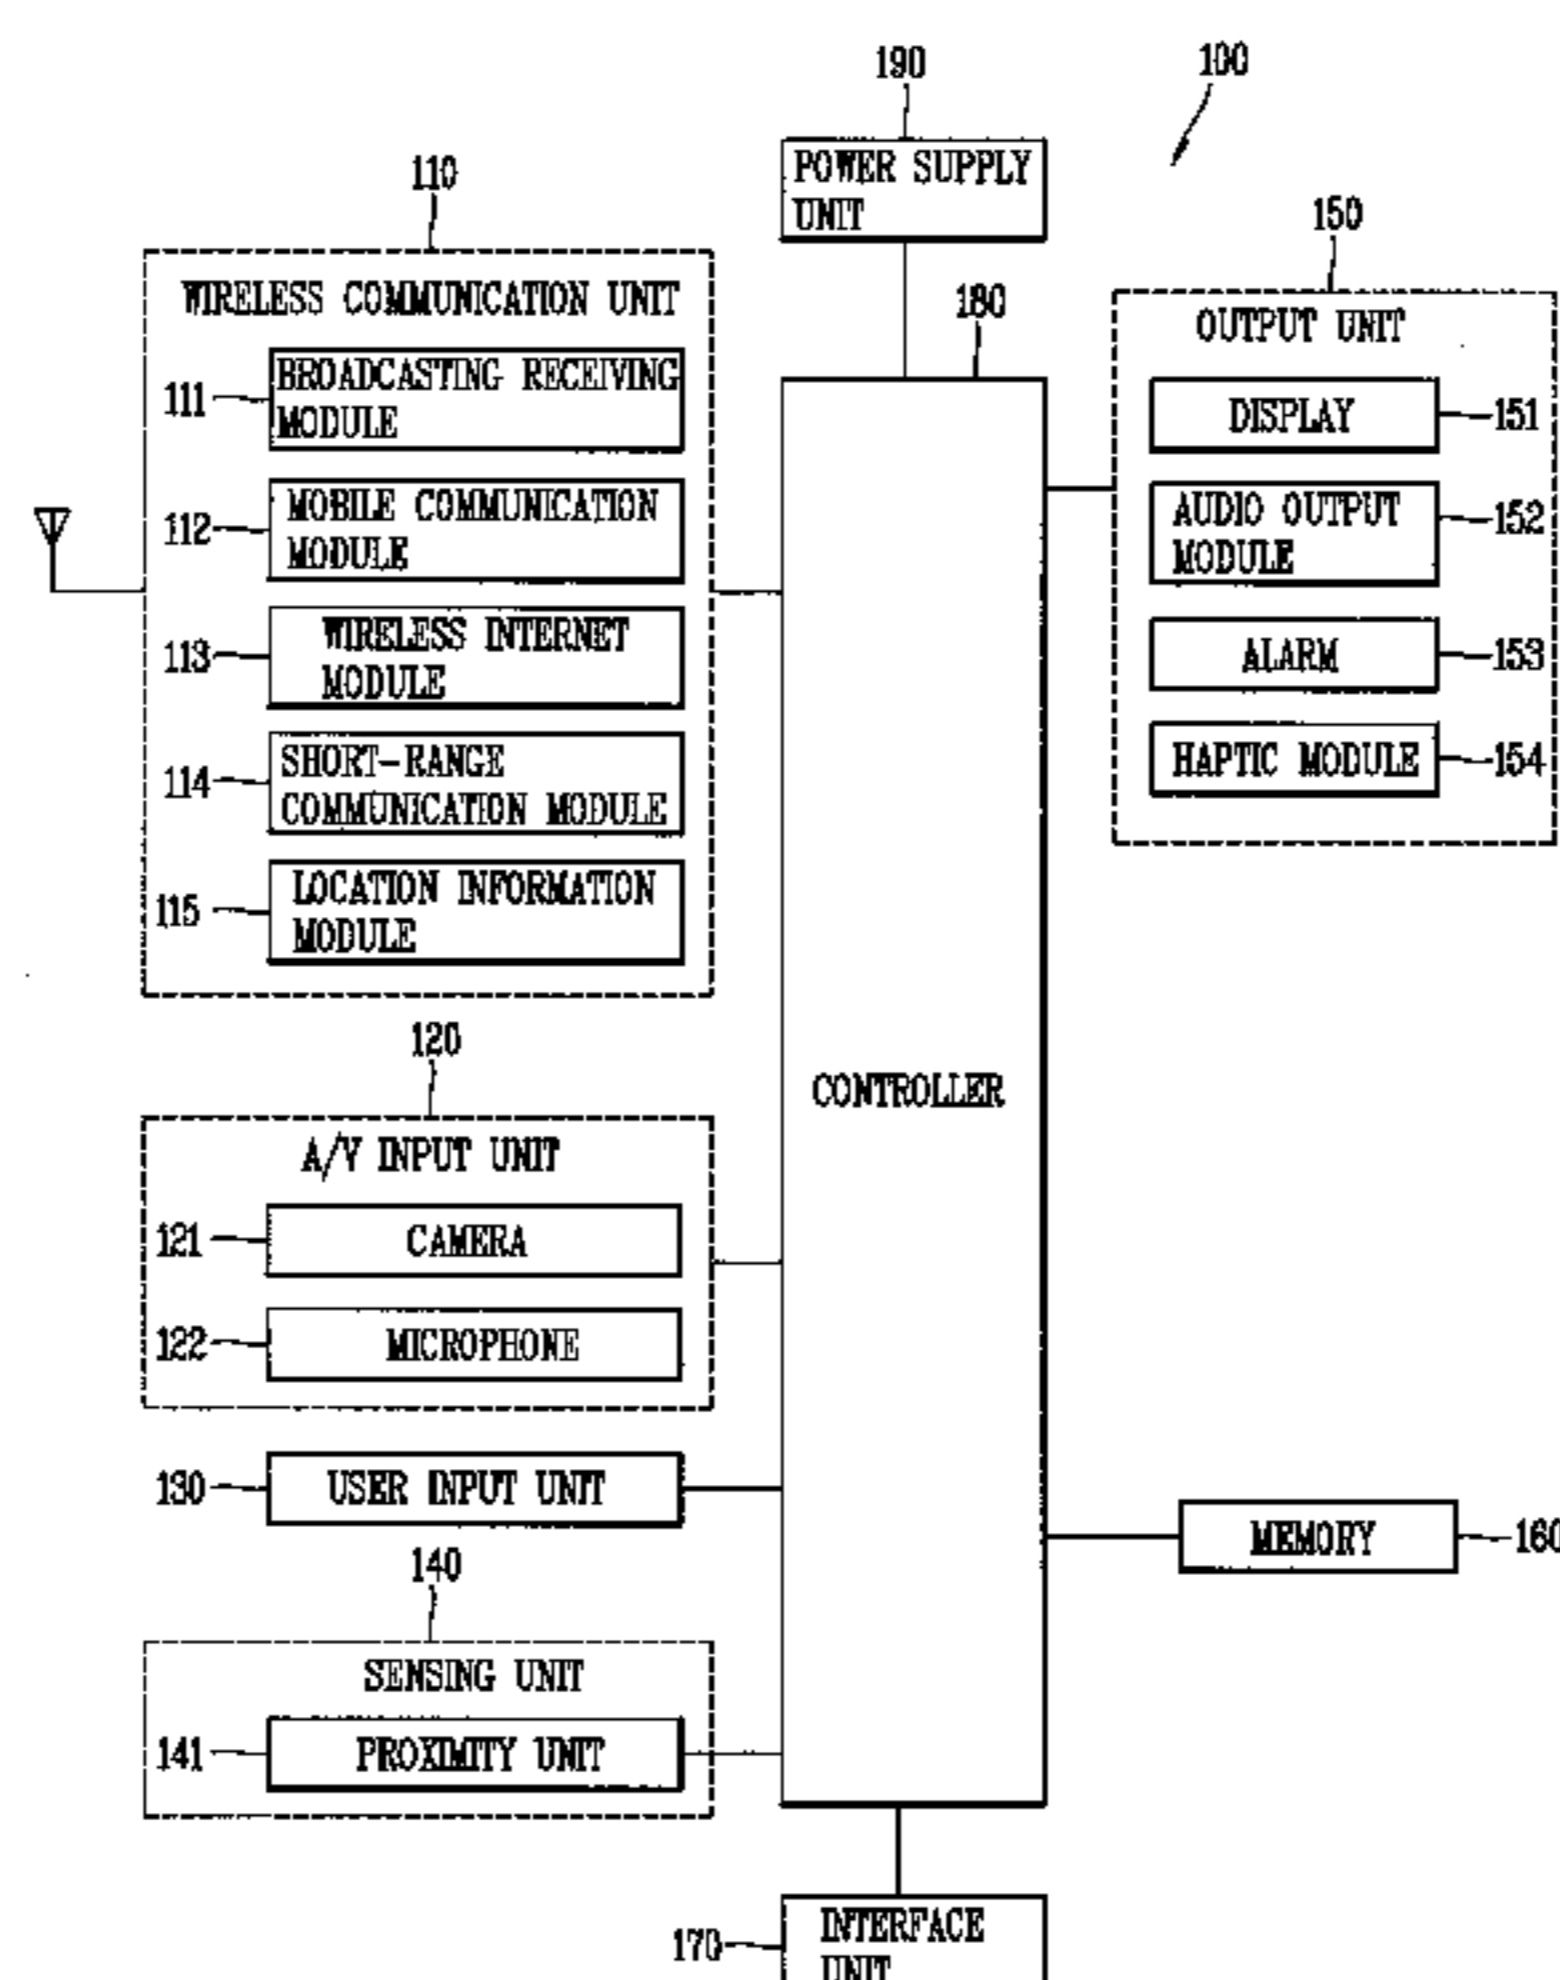 190
100
POWER SUPPLY
UNIT
110
150
WIRELESS COMMUNICATION UNIT
180
OUTPUT UNIT
111
BROADCASTING RECEIVING
MODULE
DISPLAY
151
112
MOBILE COMMUNICATION
MODULE
AUDIO OUTPUT
MODULE
152
113
WIRELESS INTERNET
MODULE
ALARM
153
114
SHORT-RANGE
COMMUNICATION MODULE
HAPTIC MODULE
154
115
LOCATION INFORMATION
MODULE
120
CONTROLLER
A/V INPUT UNIT
121
CAMERA
122
MICROPHONE
130
USER INPUT UNIT
MEMORY
160
140
SENSING UNIT
141
PROXIMITY UNIT
170
INTERFACE
UNIT